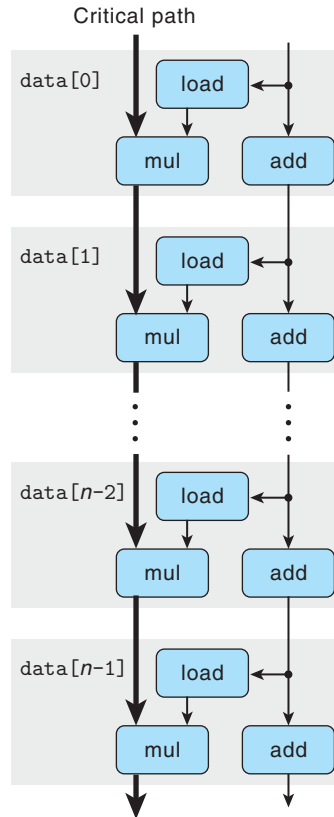 Critical path
data[0]
load
mul add
data[1]
load
mul add
data[n-2]
load
mul add
data[n-1]
load
mul add